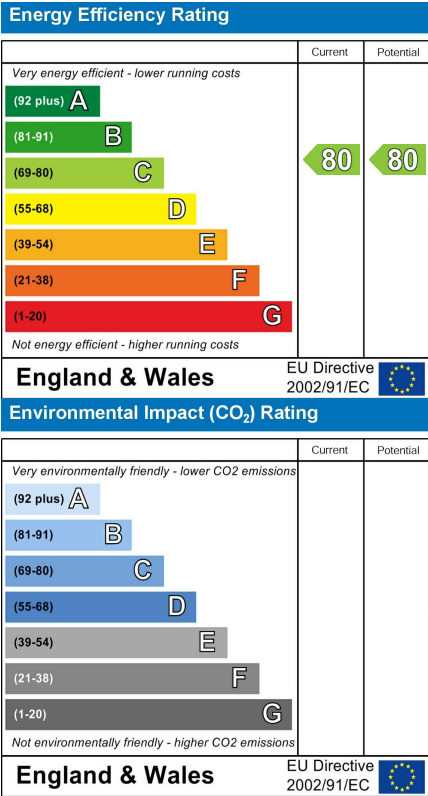 Energy Efficiency Rating
Current Potential
Very energy efficient - lower running costs
(92 plus) A
(81-91) B
(69-80) C
80 80
(55-68) D
(39-54) E
(21-38) F
(1-20) G
Not energy efficient - higher running costs
England & Wales
EU Directive
2002/91/EC
Environmental Impact (CO₂) Rating
Current Potential
Very environmentally friendly - lower CO2 emissions
(92 plus) A
(81-91) B
(69-80) C
(55-68) D
(39-54) E
(21-38) F
(1-20) G
Not environmentally friendly - higher CO2 emissions
England & Wales
EU Directive
2002/91/EC